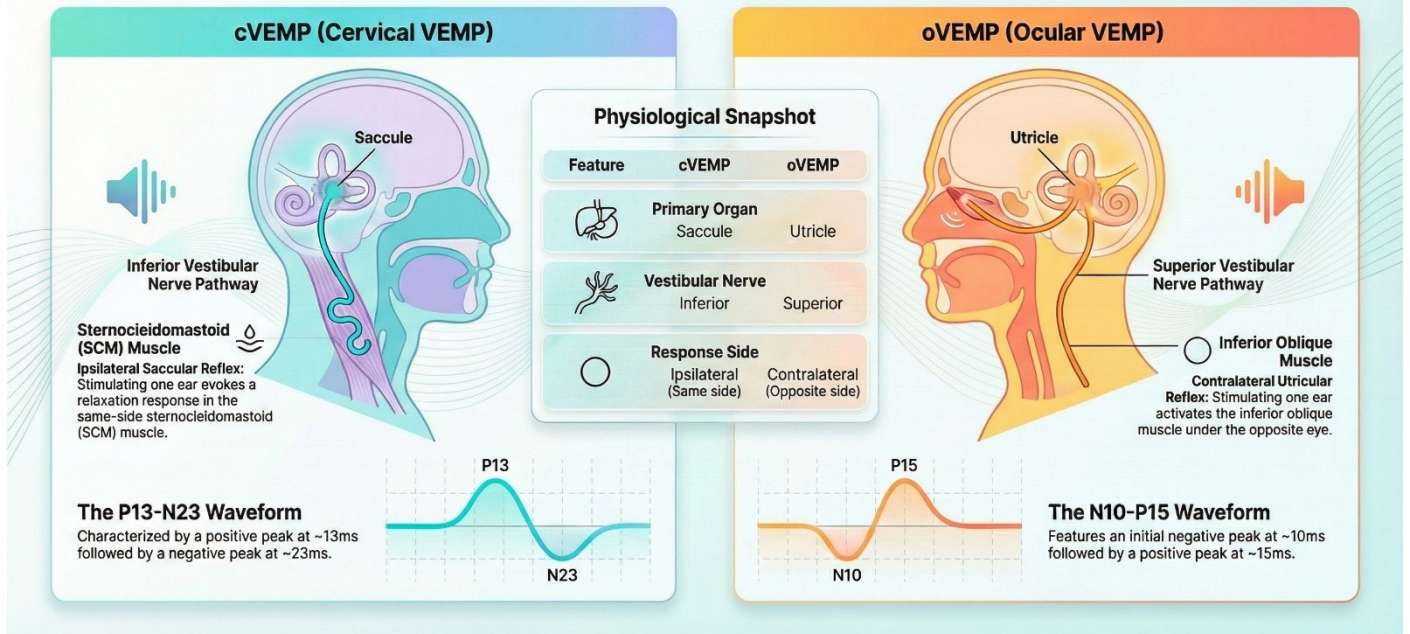 cVEMP (Cervical VEMP)
Saccule
Inferior Vestibular
Nerve Pathway
Sternocieidomastoid
(SCM) Muscle
Ipsilateral Saccular Reflex:
Stimulating one ear evokes a
relaxation response in the
same-side sternocleidomastoid
(SCM) muscle.
The P13-N23 Waveform
Characterized by a positive peak at ~13ms
followed by a negative peak at ~23ms.
P13
N23
Physiological Snapshot
Feature cVEMP oVEMP
Primary Organ
Saccule Utricle
Vestibular Nerve
Inferior Superior
Response Side
Ipsilateral Contralateral
(Same side) (Opposite side)
oVEMP (Ocular VEMP)
Utricle
Superior Vestibular
Nerve Pathway
Inferior Oblique
Muscle
Contralateral Utricular
Reflex: Stimulating one ear
activates the inferior oblique
muscle under the opposite eye.
P15
N10
The N10-P15 Waveform
Features an initial negative peak at ~10ms
followed by a positive peak at ~15ms.